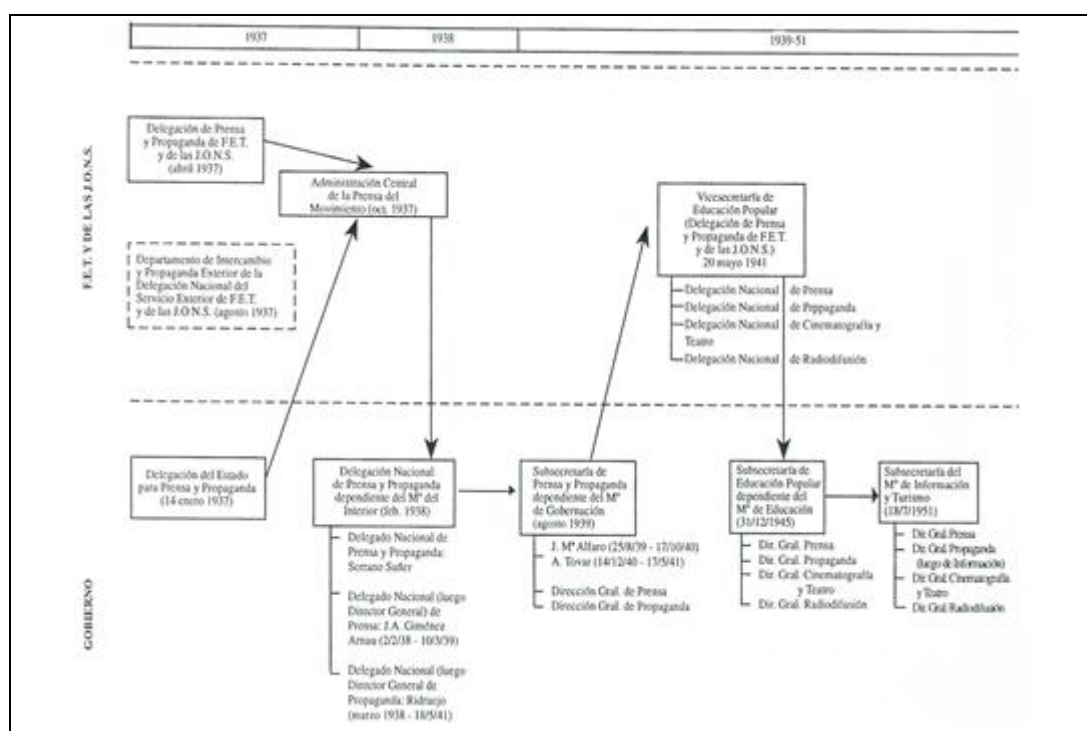 1937
1938
1939-51
F.E.T. Y DE LAS J.O.N.S.
Delegación de Prensa
y Propaganda de F.E.T.
y de las J.O.N.S.
(abril 1937)
Administración Central
de la Prensa del
Movimiento (oct. 1937)
Departamento de Intercambio
y Propaganda Exterior de la
Delegación Nacional del
Servicio Exterior de F.E.T.
y de las J.O.N.S. (agosto 1937)
Vicesecretaría de
Educación Popular
(Delegación de Prensa
y Propaganda de F.E.T.
y de las J.O.N.S.)
20 mayo 1941
Delegación Nacional de Prensa
Delegación Nacional de Peppaganda
Delegación Nacional de Cinematografía y
Teatro
Delegación Nacional de Radiodifusión
GOBIERNO
Delegación del Estado
para Prensa y Propaganda
(14 enero 1937)
Delegación Nacional
de Prensa y Propaganda
dependiente del Mº del
Interior (feb. 1938)
Delegado Nacional de
Prensa y Propaganda:
Serrano Suñer
Delegado Nacional (luego
Director General) de
Prensa: J.A. Giménez
Arnau (2/2/38 - 10/3/39)
Delegado Nacional (luego
Director General de
Propaganda: Ridruejo
(marzo 1938 - 18/5/41)
Subsecretaría de
Prensa y Propaganda
dependiente del Mº
de Gobernación
(agosto 1939)
J. Mª Alfaro (25/8/39 - 17/10/40)
A. Tovar (14/12/40 - 17/5/41)
Dirección Gral. de Prensa
Dirección Gral. de Propaganda
Subsecretaría de
Educación Popular
dependiente del
Mº de Educación
(31/12/1945)
Dir. Gral. Prensa
Dir. Gral. Propaganda
Dir. Gral. Cinematografía
y Teatro
Dir. Gral. Radiodifusión
Subsecretaría del
Mº de Información
y Turismo
(18/7/1951)
Dir. Gral. Prensa
Dir. Gral. Propaganda
(luego de Información)
Dir. Gral. Cinematografía
y Teatro
Dir. Gral. Radiodifusión